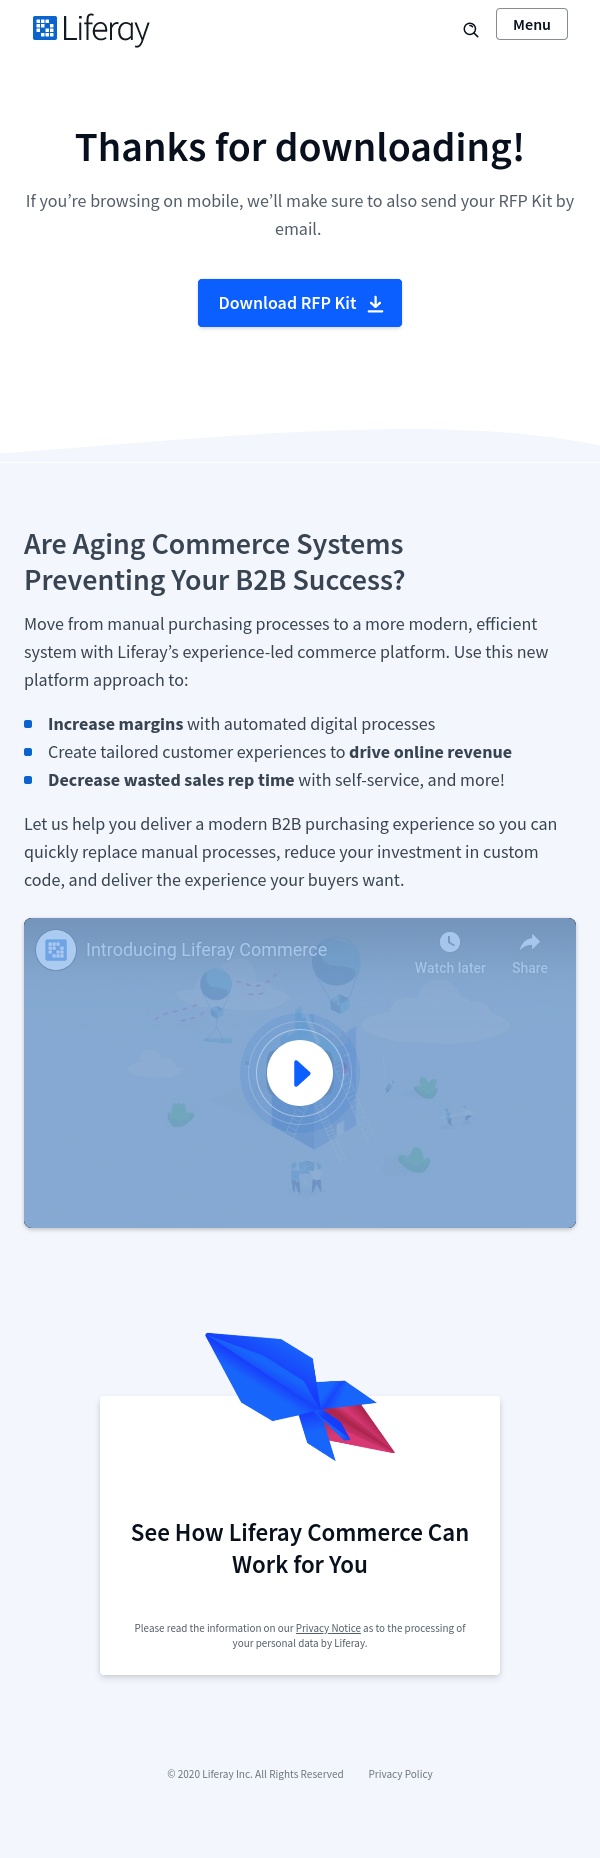 Liferay
Menu
Thanks for downloading!
If you’re browsing on mobile, we’ll make sure to also send your RFP Kit by
email.
Download RFP Kit
Are Aging Commerce Systems
Preventing Your B2B Success?
Move from manual purchasing processes to a more modern, efficient
system with Liferay’s experience-led commerce platform. Use this new
platform approach to:
Increase margins with automated digital processes
Create tailored customer experiences to drive online revenue
Decrease wasted sales rep time with self-service, and more!
Let us help you deliver a modern B2B purchasing experience so you can
quickly replace manual processes, reduce your investment in custom
code, and deliver the experience your buyers want.
Introducing Liferay Commerce
Watch later
Share
See How Liferay Commerce Can
Work for You
Please read the information on our Privacy Notice as to the processing of
your personal data by Liferay.
© 2020 Liferay Inc. All Rights Reserved Privacy Policy